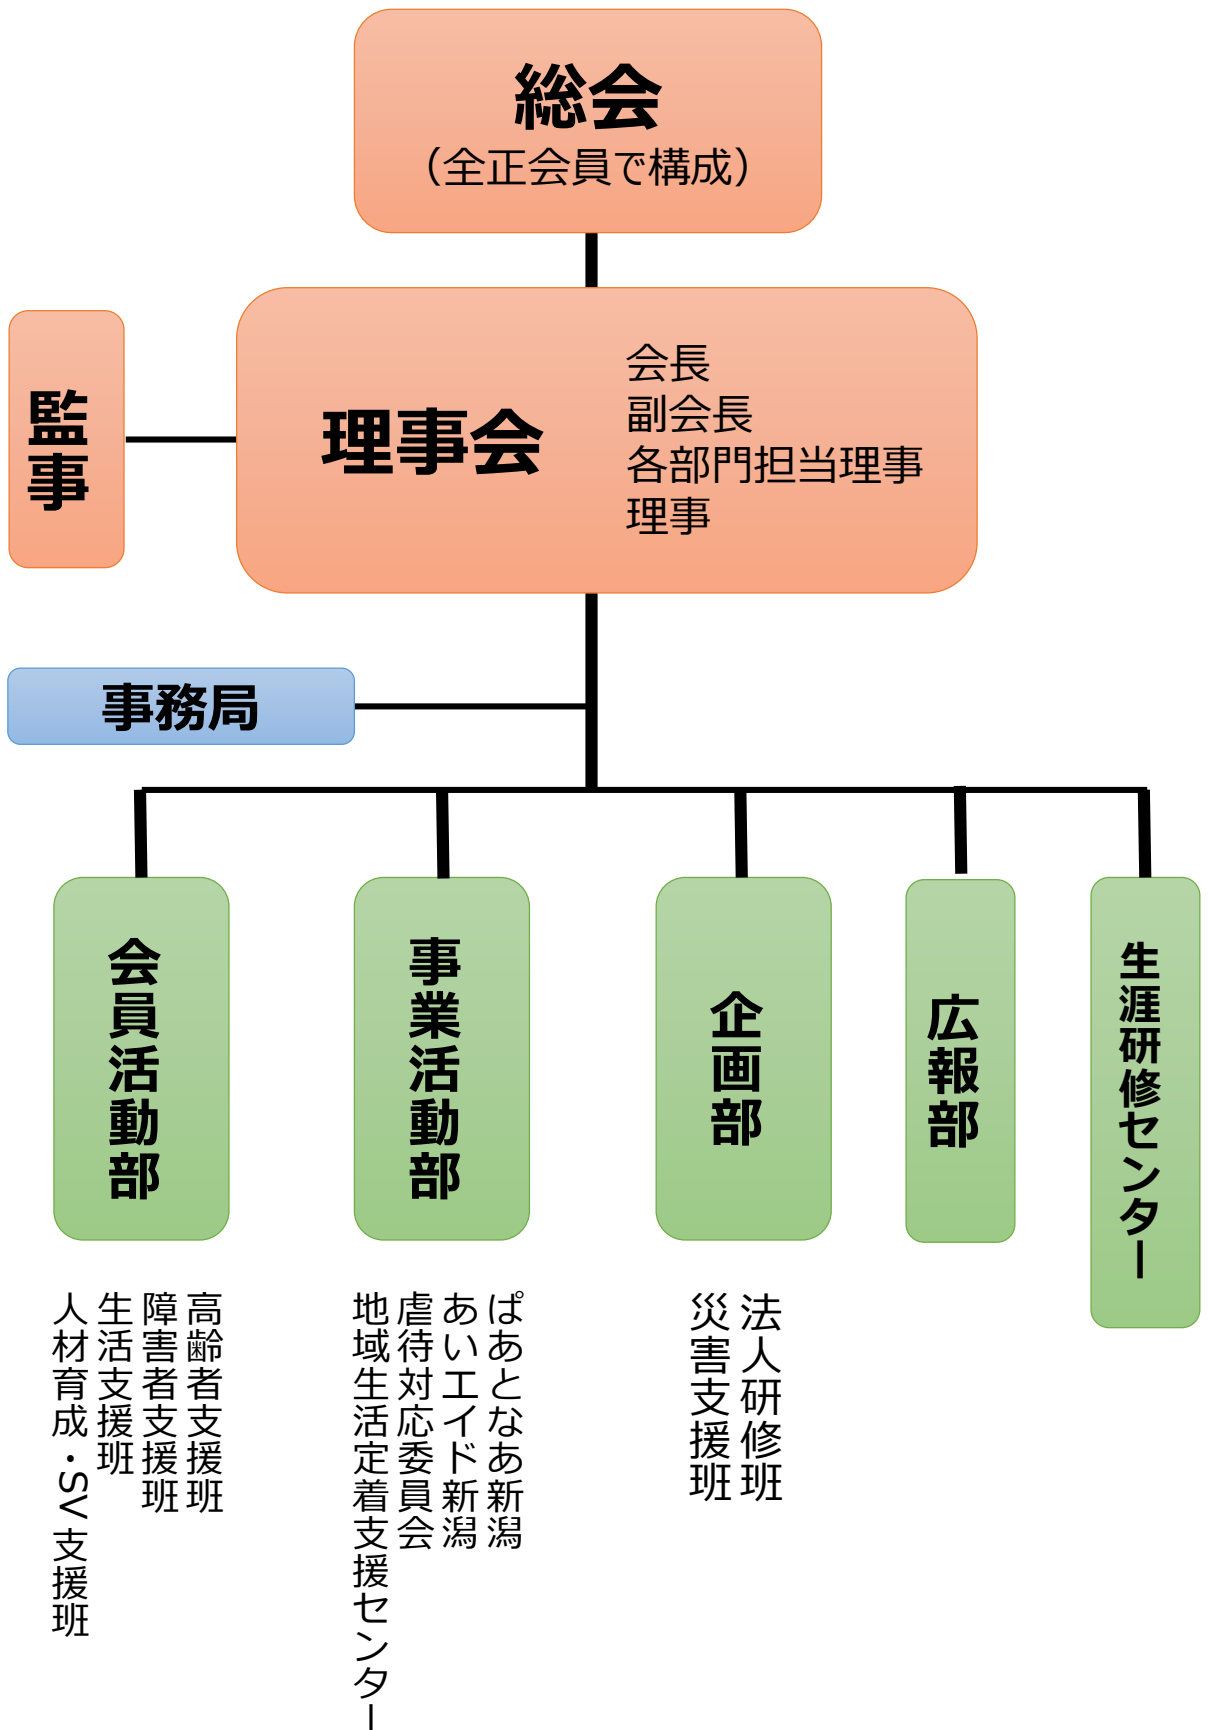 総会
（全正会員で構成）
監事
理事会
会長
副会長
各部門担当理事
理事
事務局
会員活動部
事業活動部
企画部
広報部
生涯研修センター
高齢者支援班
障害者支援班
生活支援班
人材育成・SV支援班
ぱあとなあ新潟
あいエイド新潟
虐待対応委員会
地域生活定着支援センター
法人研修班
災害支援班